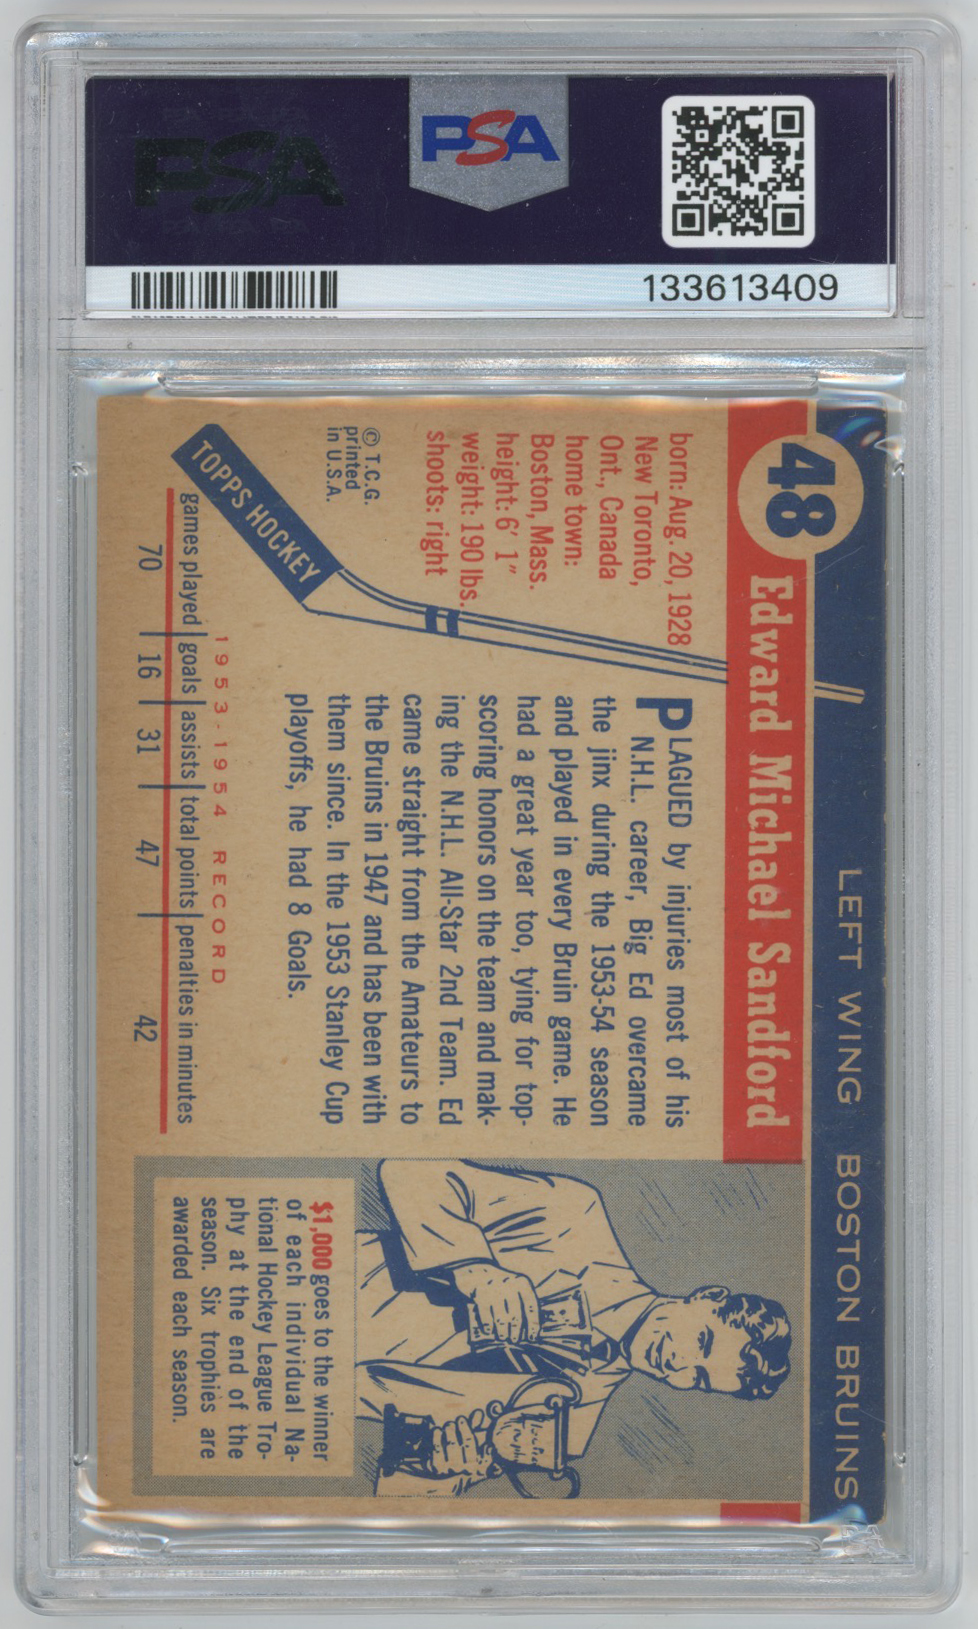 PSA
PSA
133613409
48
LEFT WING BOSTON BRUINS
Edward Michael Sandford
born: Aug. 20, 1928
New Toronto,
Ont., Canada
home town:
Boston, Mass.
height: 6' 1"
weight: 190 lbs.
shoots: right
© T.C.G.
printed
in U.S.A.
TOPPS HOCKEY
PLAGUED by injuries most of his
N.H.L. career, Big Ed overcame
the jinx during the 1953-54 season
and played in every Bruin game. He
had a great year too, tying for top-
scoring honors on the team and mak-
ing the N.H.L. All-Star 2nd Team. Ed
came straight from the Amateurs to
the Bruins in 1947 and has been with
them since. In the 1953 Stanley Cup
playoffs, he had 8 Goals.
1953-1954 RECORD
games played goals assists total points penalties in minutes
70 16 31 47 42
$1,000 goes to the winner
of each individual Na-
tional Hockey League Tro-
phy at the end of the
season. Six trophies are
awarded each season.